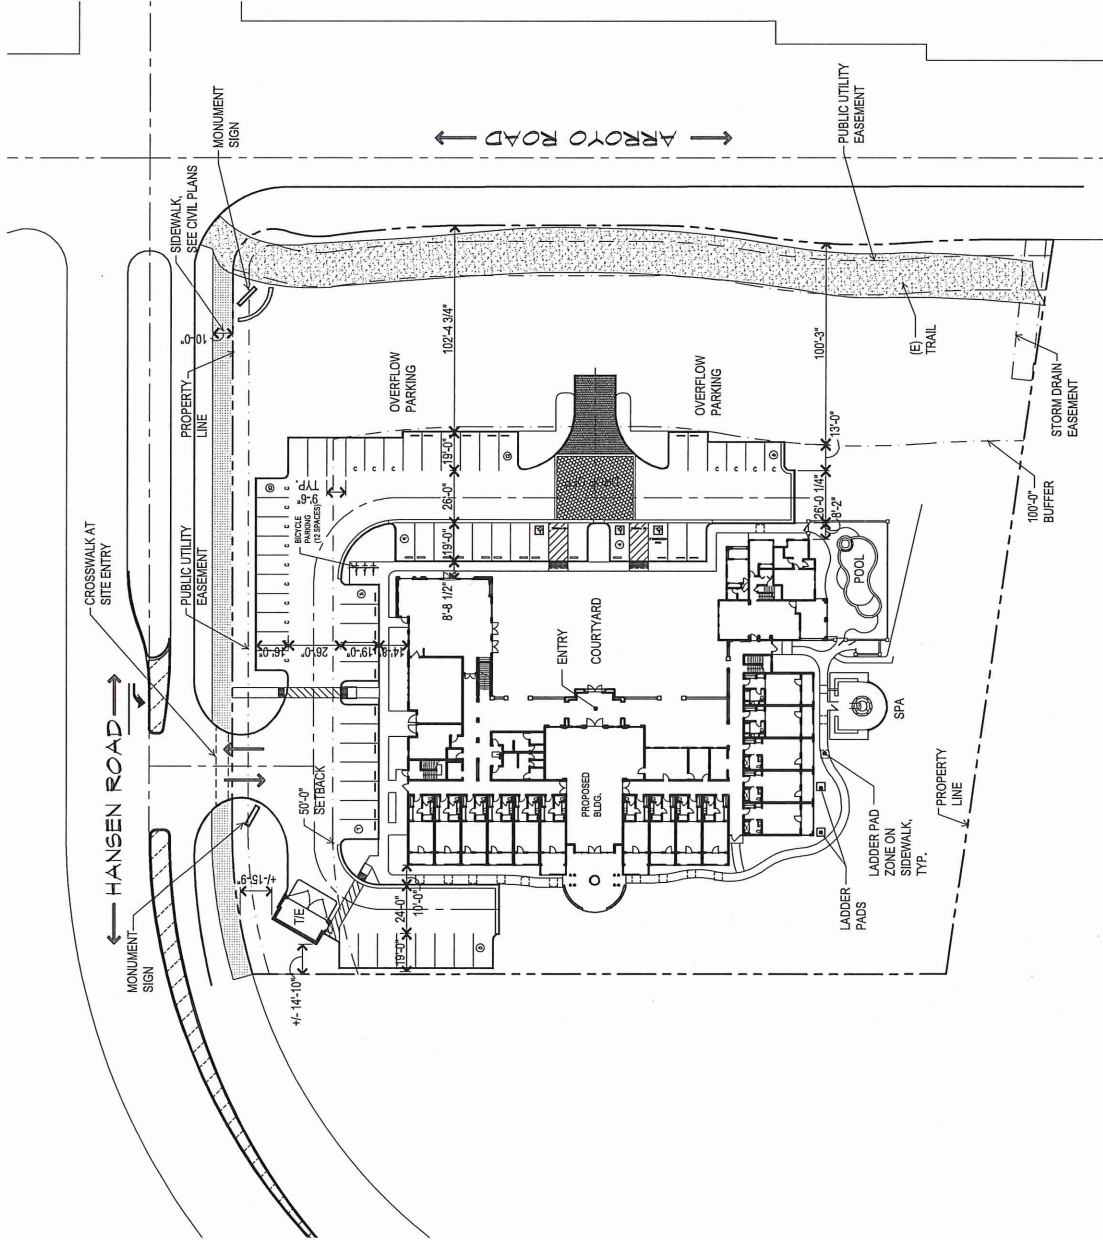 HANSEN ROAD
ARROYO ROAD
MONUMENT
SIGN
SIDEWALK,
SEE CIVIL PLANS
PROPERTY
LINE
10'-0"
CROSSWALK AT
SITE ENTRY
PUBLIC UTILITY
EASEMENT
OVERFLOW
PARKING
102'-4 3/4"
PUBLIC UTILITY
EASEMENT
(E)
TRAIL
100'-3"
OVERFLOW
PARKING
STORM DRAIN
EASEMENT
13'-0"
100'-0"
BUFFER
19'-0"
26'-0"
19'-0"
9'-6"
TYP.
BICYCLE
PARKING
(12 SPACES)
26'-0 1/4"
8'-2"
POOL
8'-8 1/2"
16'-0"
26'-0"
19'-0"
ENTRY
COURTYARD
SPA
PROPOSED
BLDG.
50'-0"
SETBACK
MONUMENT
SIGN
+/-15'-9"
T/E
+/- 14'-10"
24'-0"
10'-0"
19'-0"
LADDER
PADS
LADDER PAD
ZONE ON
SIDEWALK,
TYP.
PROPERTY
LINE